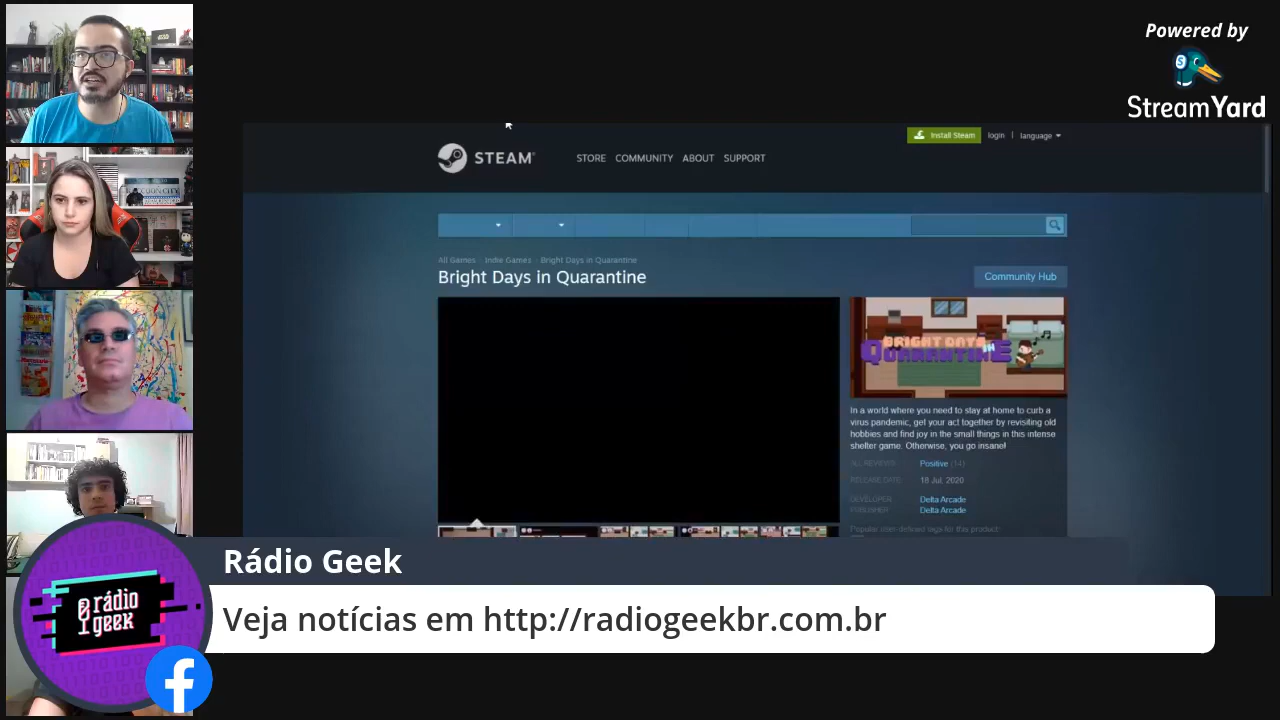 Powered by
StreamYard
Install Steam login | language
STEAM
STORE COMMUNITY ABOUT SUPPORT
All Games Indie Games Bright Days in Quarantine
Bright Days in Quarantine
Community Hub
BRIGHT DAYS
IN
QUARANTINE
In a world where you need to stay at home to curb a
virus pandemic, get your act together by revisiting old
hobbies and find joy in the small things in this intense
shelter game. Otherwise, you go insane!
ALL REVIEWS: Positive (14)
RELEASE DATE: 18 Jul, 2020
DEVELOPER: Delta Arcade
PUBLISHER: Delta Arcade
Popular user-defined tags for this product:
Rádio Geek
Veja notícias em http://radiogeekbr.com.br
rádio
geek